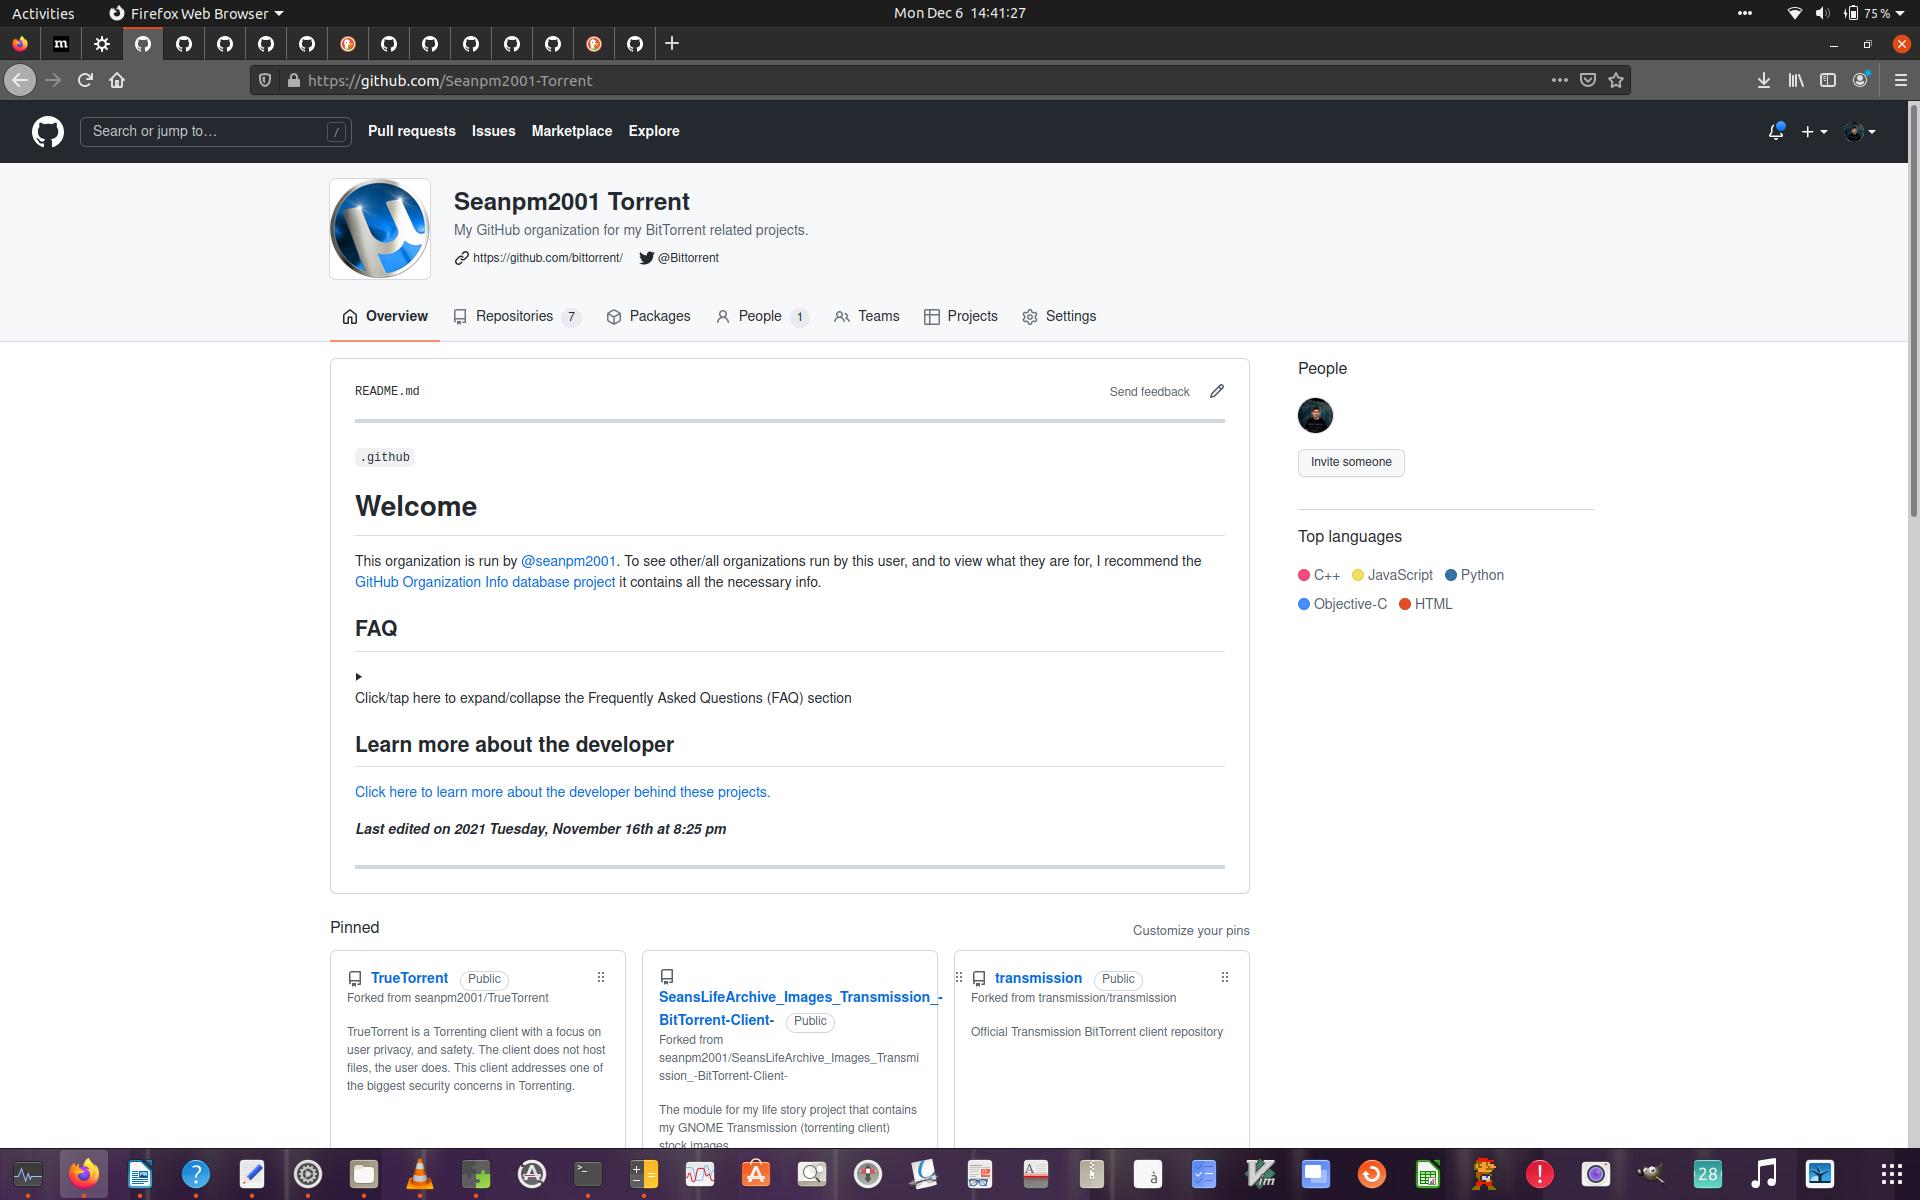 Activities
Firefox Web Browser
Mon Dec 6 14:41:27
75 %
m
https://github.com/Seanpm2001-Torrent
Search or jump to…
/
Pull requests
Issues
Marketplace
Explore
Seanpm2001 Torrent
My GitHub organization for my BitTorrent related projects.
https://github.com/bittorrent/
@Bittorrent
Overview
Repositories 7
Packages
People 1
Teams
Projects
Settings
README.md
Send feedback
.github
Welcome
This organization is run by @seanpm2001. To see other/all organizations run by this user, and to view what they are for, I recommend the
GitHub Organization Info database project it contains all the necessary info.
FAQ
Click/tap here to expand/collapse the Frequently Asked Questions (FAQ) section
Learn more about the developer
Click here to learn more about the developer behind these projects.
Last edited on 2021 Tuesday, November 16th at 8:25 pm
People
Invite someone
Top languages
C++ JavaScript Python
Objective-C HTML
Pinned
Customize your pins
TrueTorrent Public
Forked from seanpm2001/TrueTorrent
TrueTorrent is a Torrenting client with a focus on
user privacy, and safety. The client does not host
files, the user does. This client addresses one of
the biggest security concerns in Torrenting.
SeansLifeArchive_Images_Transmission_-
BitTorrent-Client- Public
Forked from
seanpm2001/SeansLifeArchive_Images_Transmi
ssion_-BitTorrent-Client-
The module for my life story project that contains
my GNOME Transmission (torrenting client)
stock images
transmission Public
Forked from transmission/transmission
Official Transmission BitTorrent client repository
?
>_
A
à
Vim
!
28